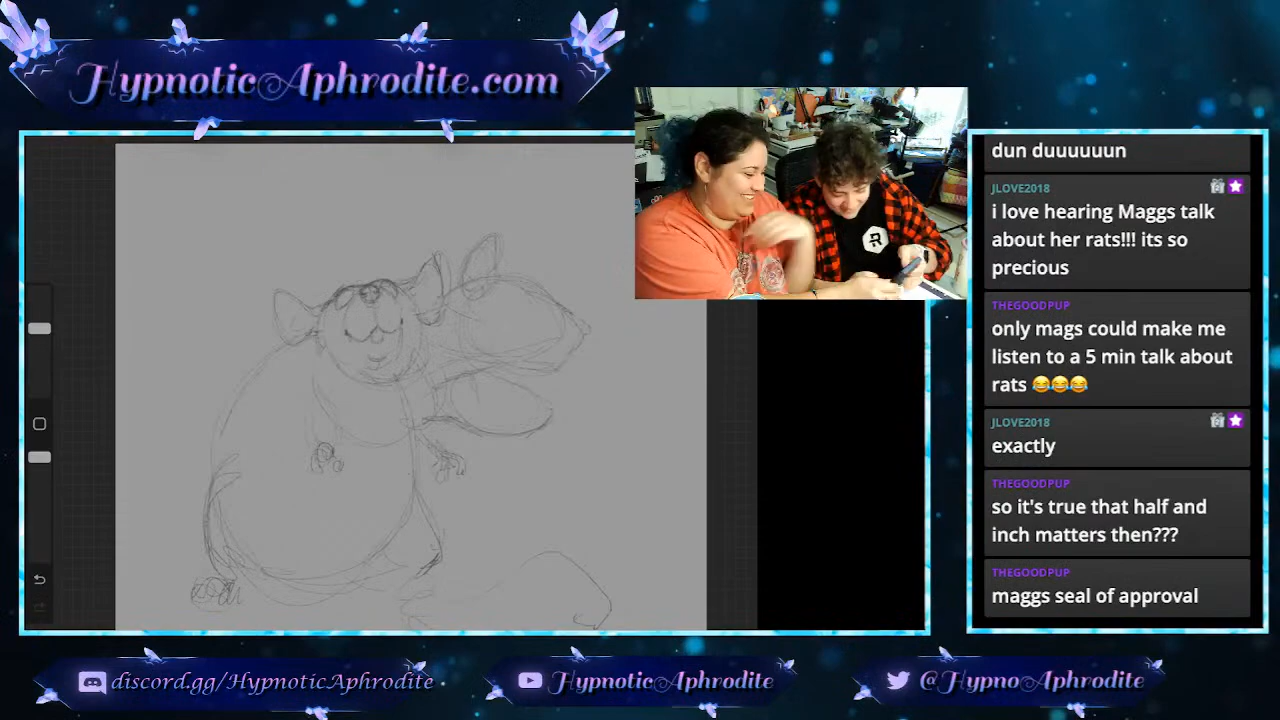 HypnoticAphrodite.com
dun duuuuuun
JLOVE2018
i love hearing Maggs talk
about her rats!!! its so
precious
THEGOODPUP
only mags could make me
listen to a 5 min talk about
rats 😂😂😂
JLOVE2018
exactly
THEGOODPUP
so it's true that half and
inch matters then???
THEGOODPUP
maggs seal of approval
discord.gg/HypnoticAphrodite
HypnoticAphrodite
@HypnoAphrodite